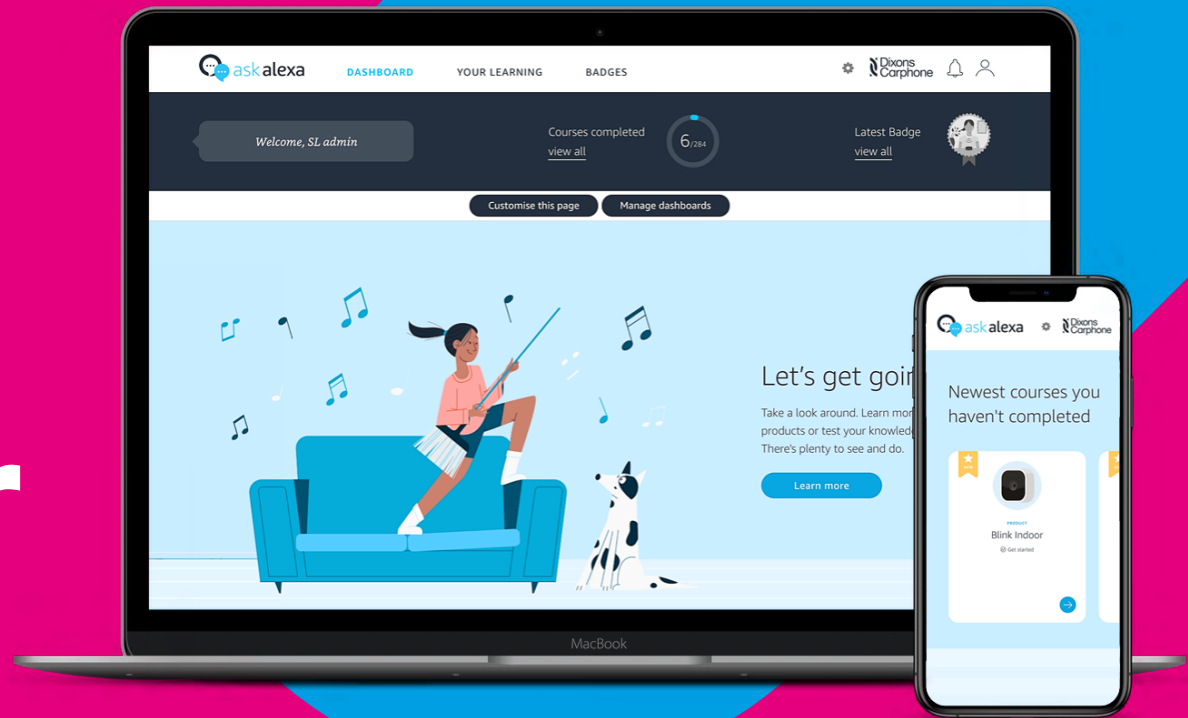 ask alexa
DASHBOARD
YOUR LEARNING
BADGES
Dixons
Carphone
Welcome, SL admin
Courses completed
view all
6/284
Latest Badge
view all
Customise this page
Manage dashboards
Let's get goin
Take a look around. Learn mor
products or test your knowled
There's plenty to see and do.
Learn more
MacBook
ask alexa
Dixons
Carphone
Newest courses you
haven't completed
PRODUCT
Blink Indoor
Get started